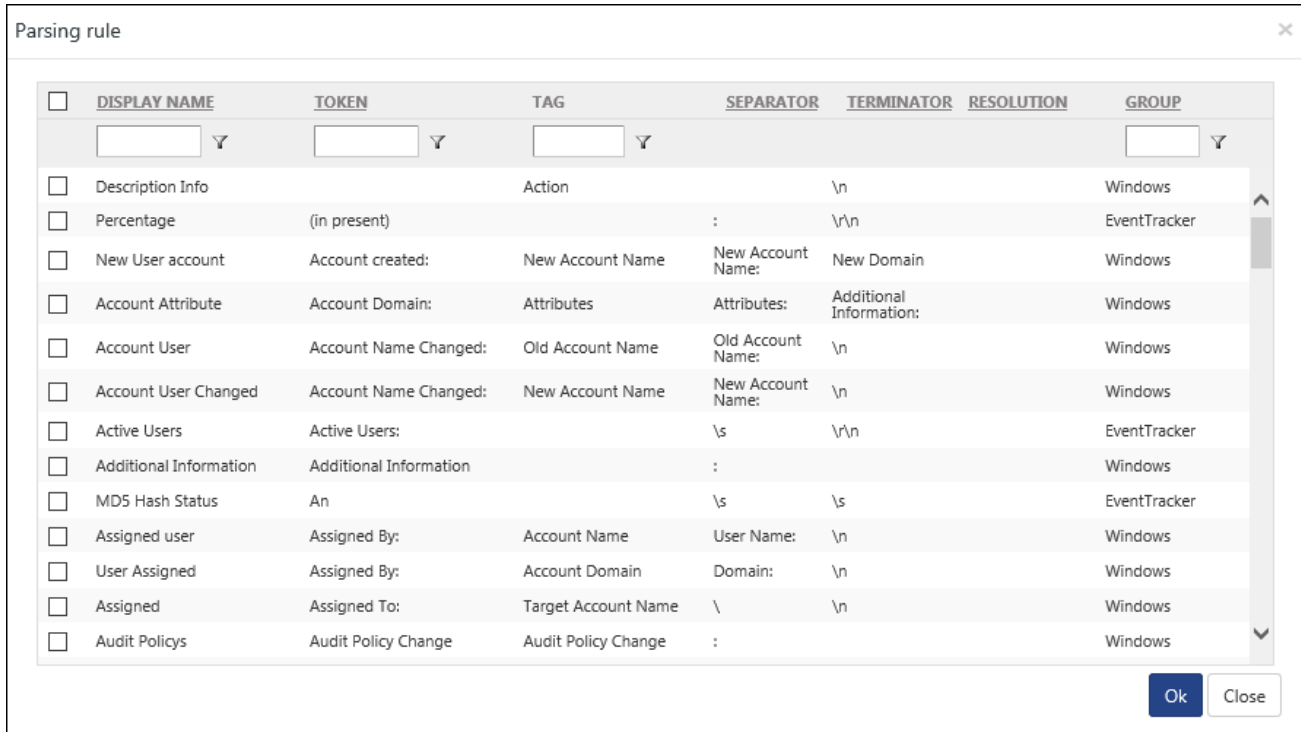 Parsing rule ×
DISPLAY NAME TOKEN TAG SEPARATOR TERMINATOR RESOLUTION GROUP
Description Info Action \n Windows
Percentage (in present) : \r\n EventTracker
New User account Account created: New Account Name New Account Name: New Domain Windows
Account Attribute Account Domain: Attributes Attributes: Additional Information: Windows
Account User Account Name Changed: Old Account Name Old Account Name: \n Windows
Account User Changed Account Name Changed: New Account Name New Account Name: \n Windows
Active Users Active Users: \s \r\n EventTracker
Additional Information Additional Information : Windows
MD5 Hash Status An \s \s EventTracker
Assigned user Assigned By: Account Name User Name: \n Windows
User Assigned Assigned By: Account Domain Domain: \n Windows
Assigned Assigned To: Target Account Name \ \n Windows
Audit Policys Audit Policy Change Audit Policy Change : Windows
Ok Close